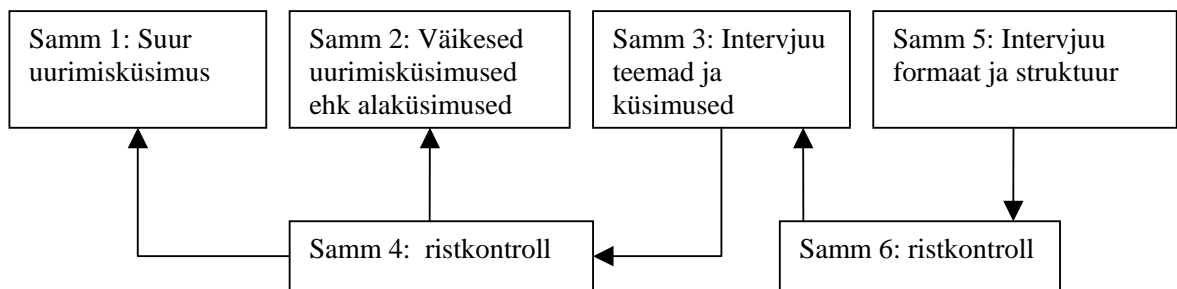 Samm 1: Suur
uurimisküsimus
Samm 2: Väikesed
uurimisküsimused
ehk alaküsimused
Samm 3: Intervjuu
teemad ja
küsimused
Samm 5: Intervjuu
formaat ja struktuur
Samm 4: ristkontroll
Samm 6: ristkontroll